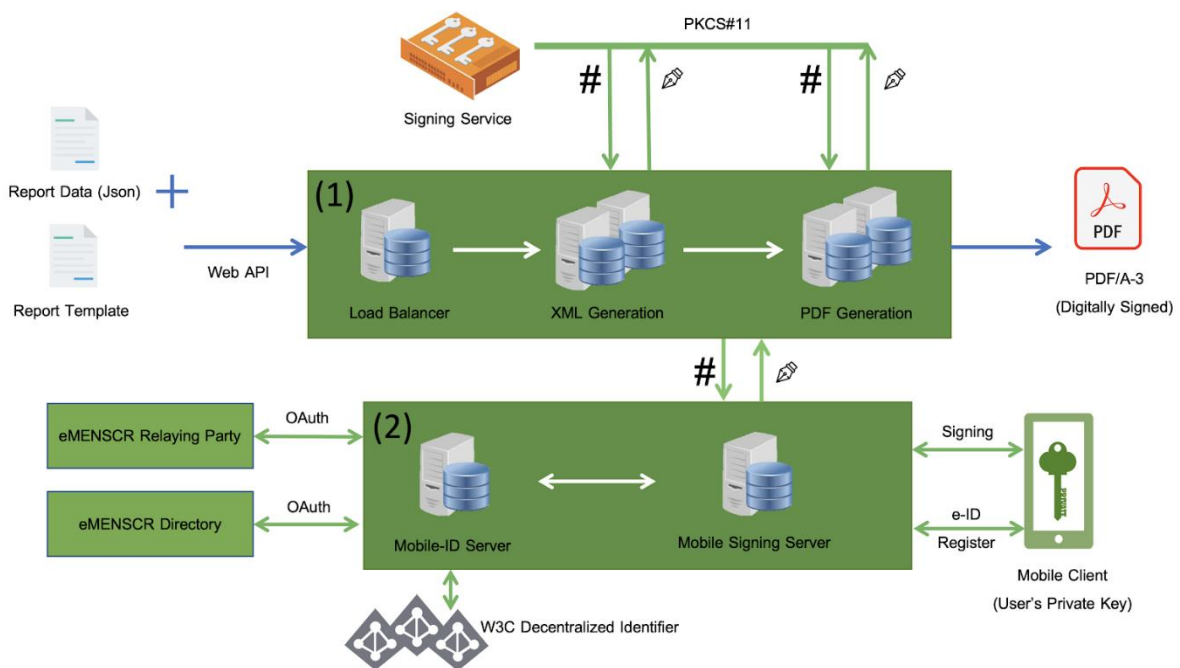 PKCS#11
#
#
Signing Service
Report Data (Json)
(1)
PDF
Web API
Load Balancer
XML Generation
PDF Generation
PDF/A-3
(Digitally Signed)
Report Template
#
eMENSCR Relaying Party
OAuth
(2)
Signing
PRIVATE
eMENSCR Directory
OAuth
Mobile-ID Server
Mobile Signing Server
e-ID
Register
Mobile Client
(User's Private Key)
W3C Decentralized Identifier